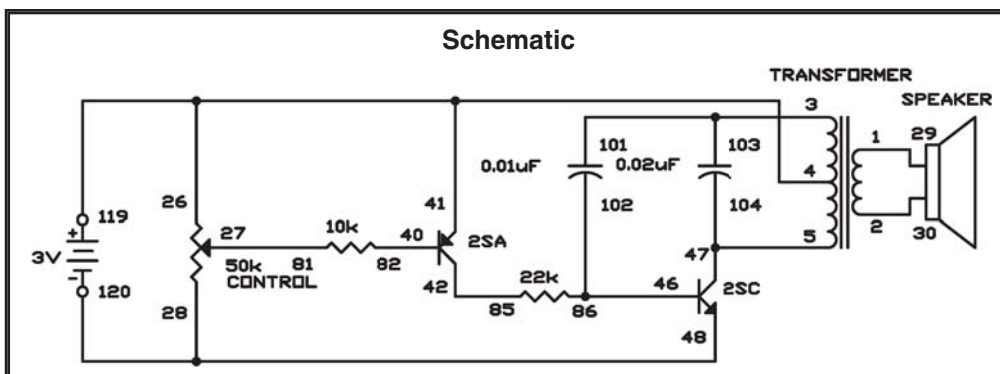 Schematic
TRANSFORMER
SPEAKER
3
1
29
101
103
0.01uF
0.02uF
4
102
104
41
26
119
27
10k
40
2SA
5
2
30
+
3V
50k
81
82
CONTROL
47
42
22k
46
2SC
-
120
28
85
86
48